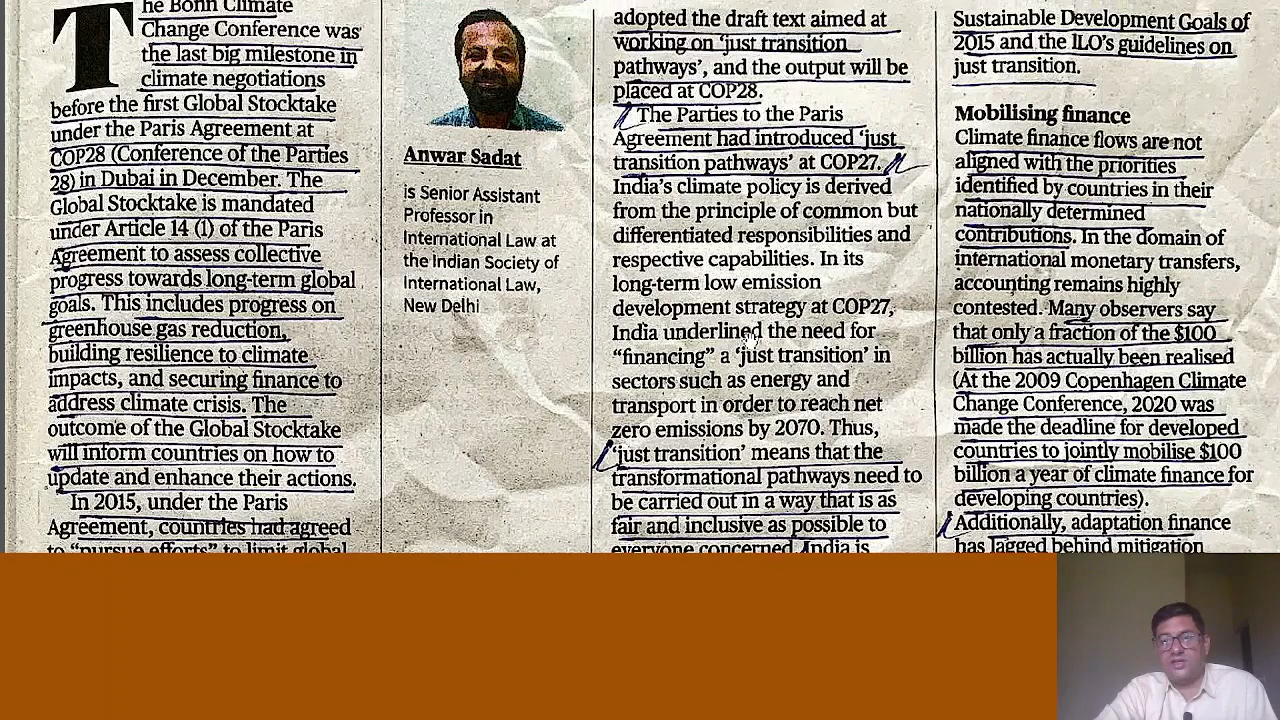 The Bonn Climate
Change Conference was
the last big milestone in
climate negotiations
before the first Global Stocktake
under the Paris Agreement at
COP28 (Conference of the Parties
28) in Dubai in December. The
Global Stocktake is mandated
under Article 14 (1) of the Paris
Agreement to assess collective
progress towards long-term global
goals. This includes progress on
greenhouse gas reduction,
building resilience to climate
impacts, and securing finance to
address climate crisis. The
outcome of the Global Stocktake
will inform countries on how to
update and enhance their actions.
In 2015, under the Paris
Agreement, countries had agreed
to “pursue efforts” to limit global
Anwar Sadat
is Senior Assistant
Professor in
International Law at
the Indian Society of
International Law,
New Delhi
adopted the draft text aimed at
working on ‘just transition
pathways’, and the output will be
placed at COP28.
The Parties to the Paris
Agreement had introduced ‘just
transition pathways’ at COP27.
India’s climate policy is derived
from the principle of common but
differentiated responsibilities and
respective capabilities. In its
long-term low emission
development strategy at COP27,
India underlined the need for
“financing” a ‘just transition’ in
sectors such as energy and
transport in order to reach net
zero emissions by 2070. Thus,
‘just transition’ means that the
transformational pathways need to
be carried out in a way that is as
fair and inclusive as possible to
everyone concerned. India is
Sustainable Development Goals of
2015 and the ILO’s guidelines on
just transition.
Mobilising finance
Climate finance flows are not
aligned with the priorities
identified by countries in their
nationally determined
contributions. In the domain of
international monetary transfers,
accounting remains highly
contested. Many observers say
that only a fraction of the $100
billion has actually been realised
(At the 2009 Copenhagen Climate
Change Conference, 2020 was
made the deadline for developed
countries to jointly mobilise $100
billion a year of climate finance for
developing countries).
Additionally, adaptation finance
has lagged behind mitigation